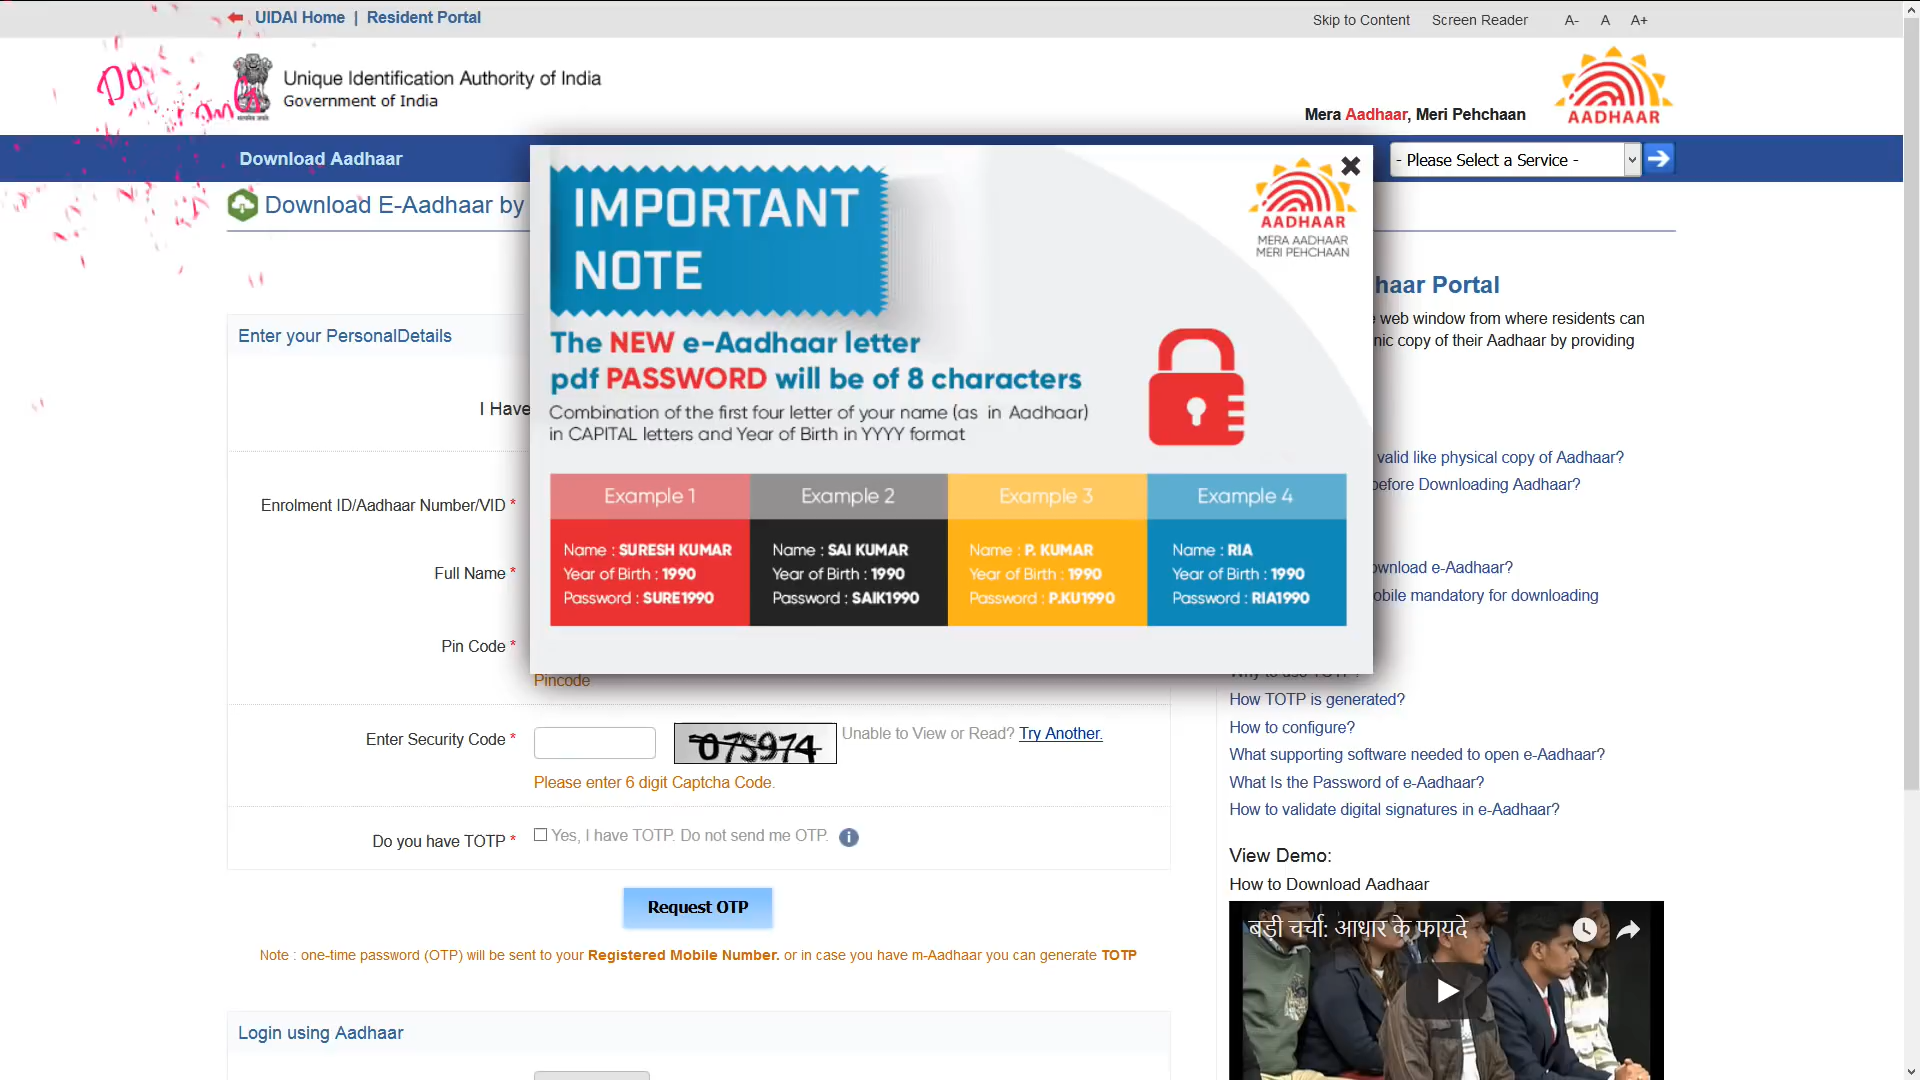 UIDAI Home | Resident Portal
Skip to Content Screen Reader A- A A+
Unique Identification Authority of India
Government of India
Mera Aadhaar, Meri Pehchaan
AADHAAR
Download Aadhaar
- Please Select a Service -
Download E-Aadhaar by
IMPORTANT
NOTE
AADHAAR
MERA AADHAAR
MERI PEHCHAAN
The NEW e-Aadhaar letter
pdf PASSWORD will be of 8 characters
Combination of the first four letter of your name (as in Aadhaar)
in CAPITAL letters and Year of Birth in YYYY format
Example 1
Name : SURESH KUMAR
Year of Birth : 1990
Password : SURE1990
Example 2
Name : SAI KUMAR
Year of Birth : 1990
Password : SAIK1990
Example 3
Name : P. KUMAR
Year of Birth : 1990
Password : P.KU1990
Example 4
Name : RIA
Year of Birth : 1990
Password : RIA1990
Enter your PersonalDetails
I Have
Enrolment ID/Aadhaar Number/VID *
Full Name *
Pin Code *
Pincode
Enter Security Code *
075974
Unable to View or Read? Try Another.
Please enter 6 digit Captcha Code.
Do you have TOTP *
Yes, I have TOTP. Do not send me OTP.
Request OTP
Note : one-time password (OTP) will be sent to your Registered Mobile Number. or in case you have m-Aadhaar you can generate TOTP
Login using Aadhaar
haar Portal
web window from where residents can
nic copy of their Aadhaar by providing
valid like physical copy of Aadhaar?
before Downloading Aadhaar?
ownload e-Aadhaar?
obile mandatory for downloading
Why to use TOTP?
How TOTP is generated?
How to configure?
What supporting software needed to open e-Aadhaar?
What Is the Password of e-Aadhaar?
How to validate digital signatures in e-Aadhaar?
View Demo:
How to Download Aadhaar
बड़ी चर्चा: आधार के फायदे